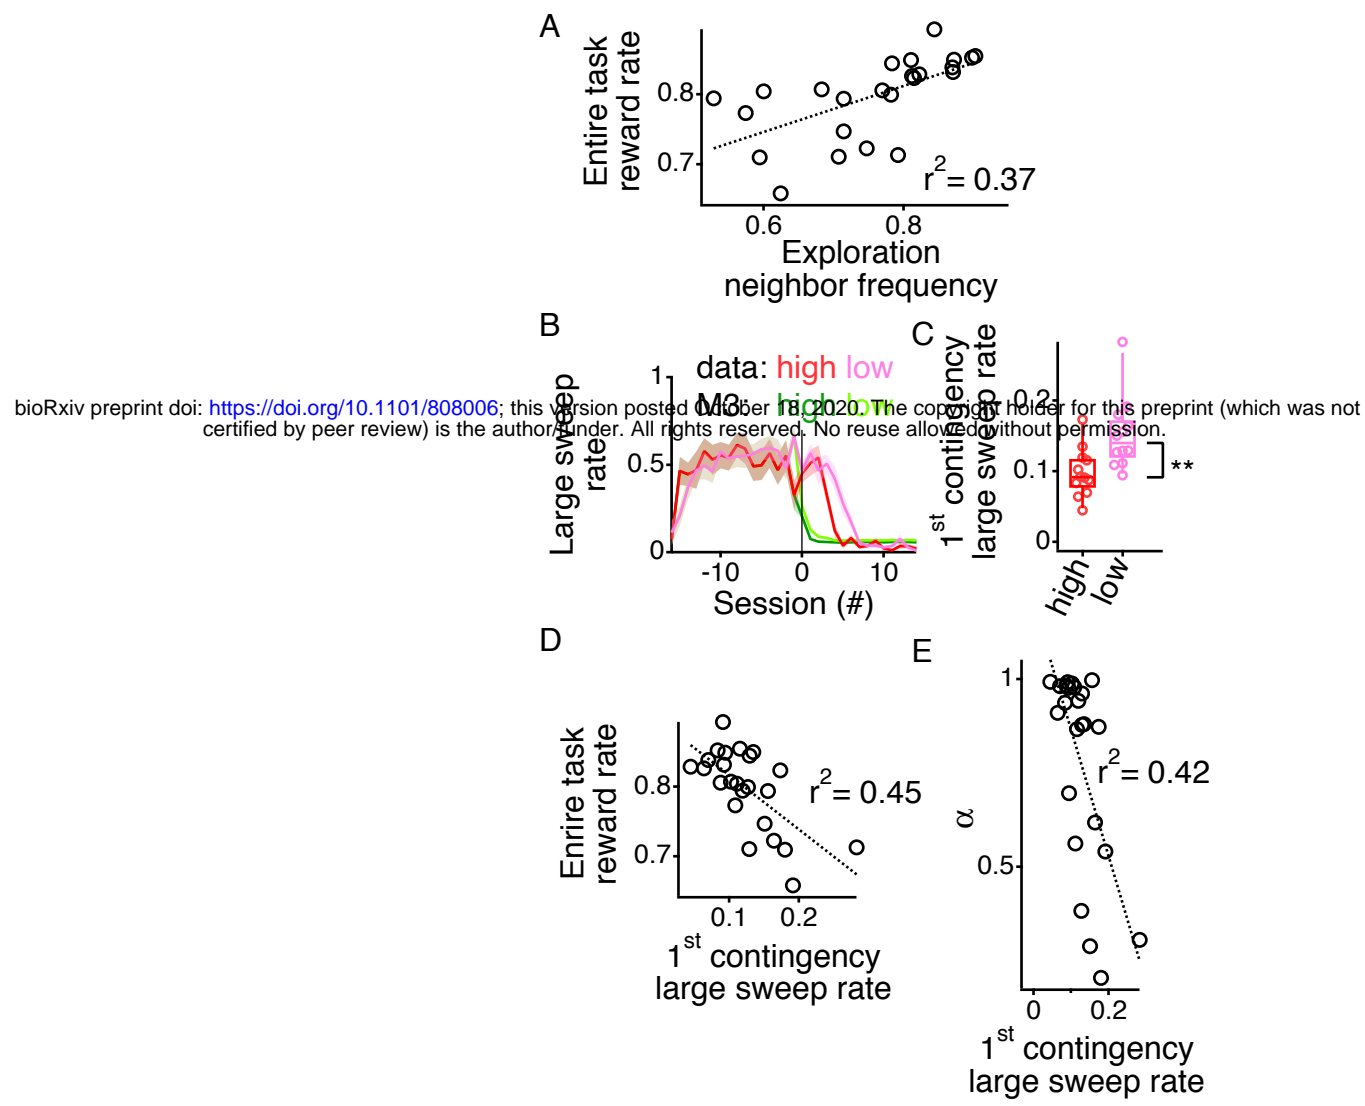 A
Entire task
reward rate
0.8
0.7
r2= 0.37
0.6
0.8
Exploration
neighbor frequency
B
data: high low
M3: high low
Large sweep
rate
1
0.5
0
-10
0
10
Session (#)
C
1st contingency
large sweep rate
0.2
0.1
0
**
high
low
bioRxiv preprint doi: https://doi.org/10.1101/808006; this version posted October 18, 2020. The copyright holder for this preprint (which was not
certified by peer review) is the author/funder. All rights reserved. No reuse allowed without permission.
D
Enrire task
reward rate
0.8
0.7
r2= 0.45
0.1
0.2
1st contingency
large sweep rate
E
α
1
0.5
r2= 0.42
0
0.2
1st contingency
large sweep rate